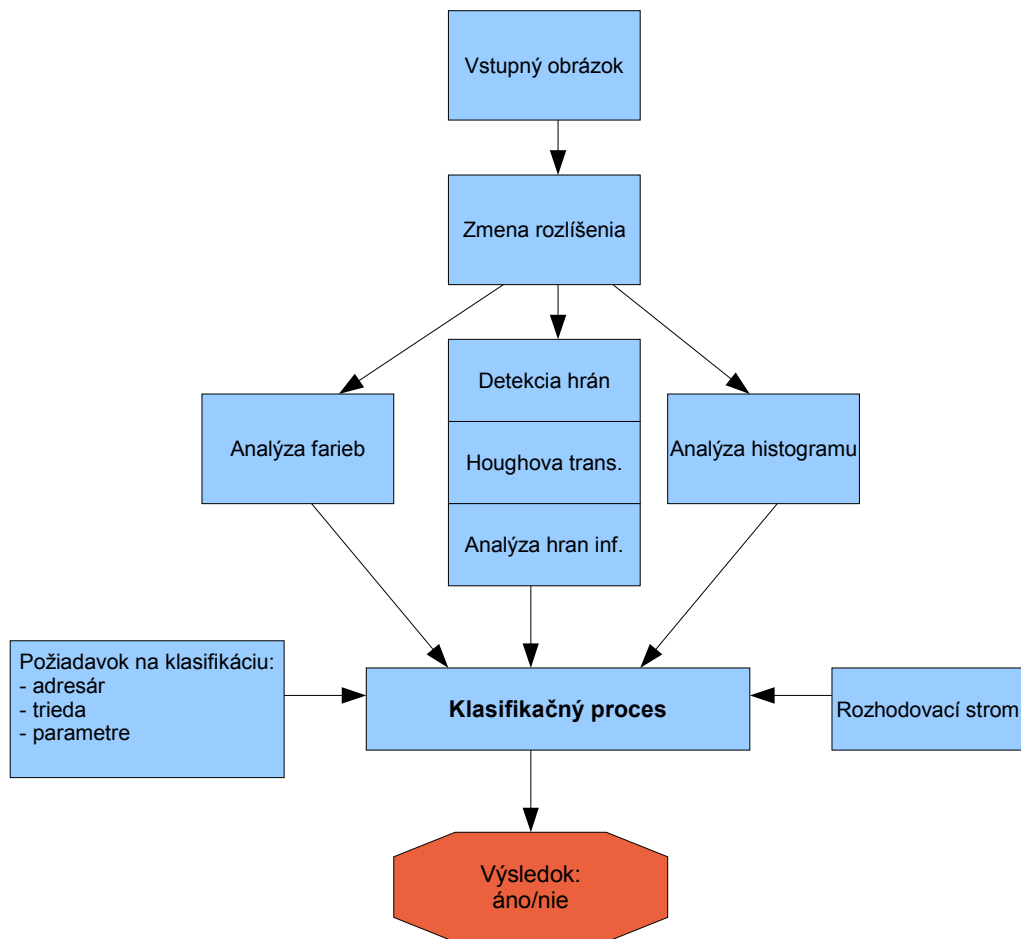 Vstupný obrázok
Zmena rozlíšenia
Detekcia hrán
Analýza farieb
Houghova trans.
Analýza histogramu
Analýza hran inf.
Požiadavok na klasifikáciu:
- adresár
- trieda
- parametre
Klasifikačný proces
Rozhodovací strom
Výsledok:
áno/nie